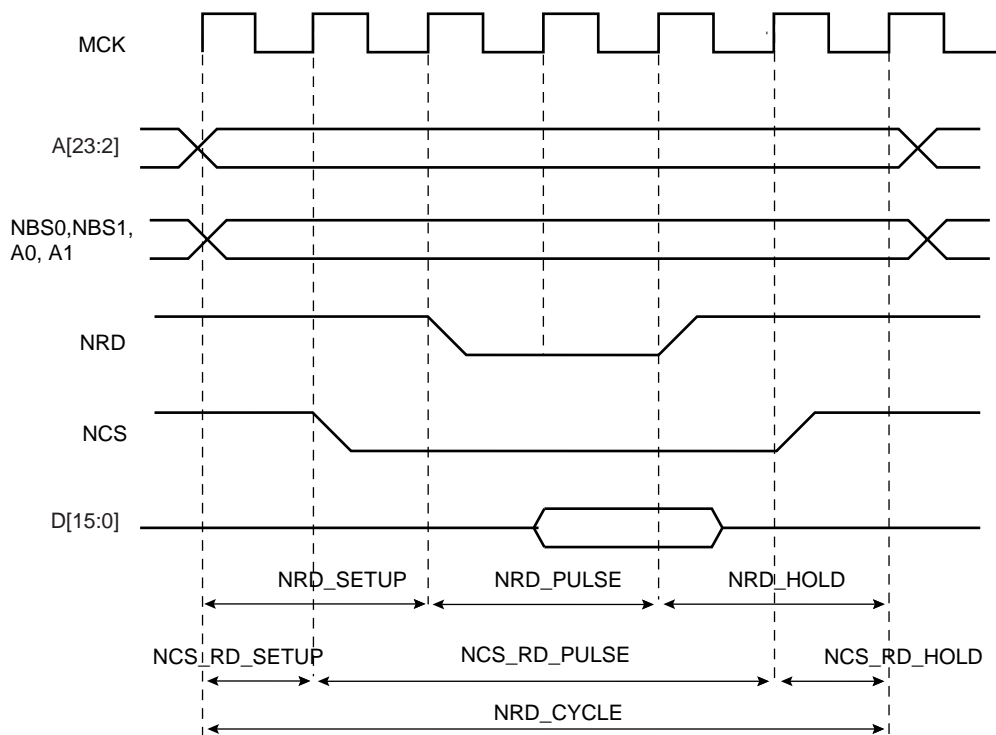 MCK
A[23:2]
NBS0,NBS1,
A0, A1
NRD
NCS
D[15:0]
NRD_SETUP NRD_PULSE NRD_HOLD
NCS_RD_SETUP NCS_RD_PULSE NCS_RD_HOLD
NRD_CYCLE